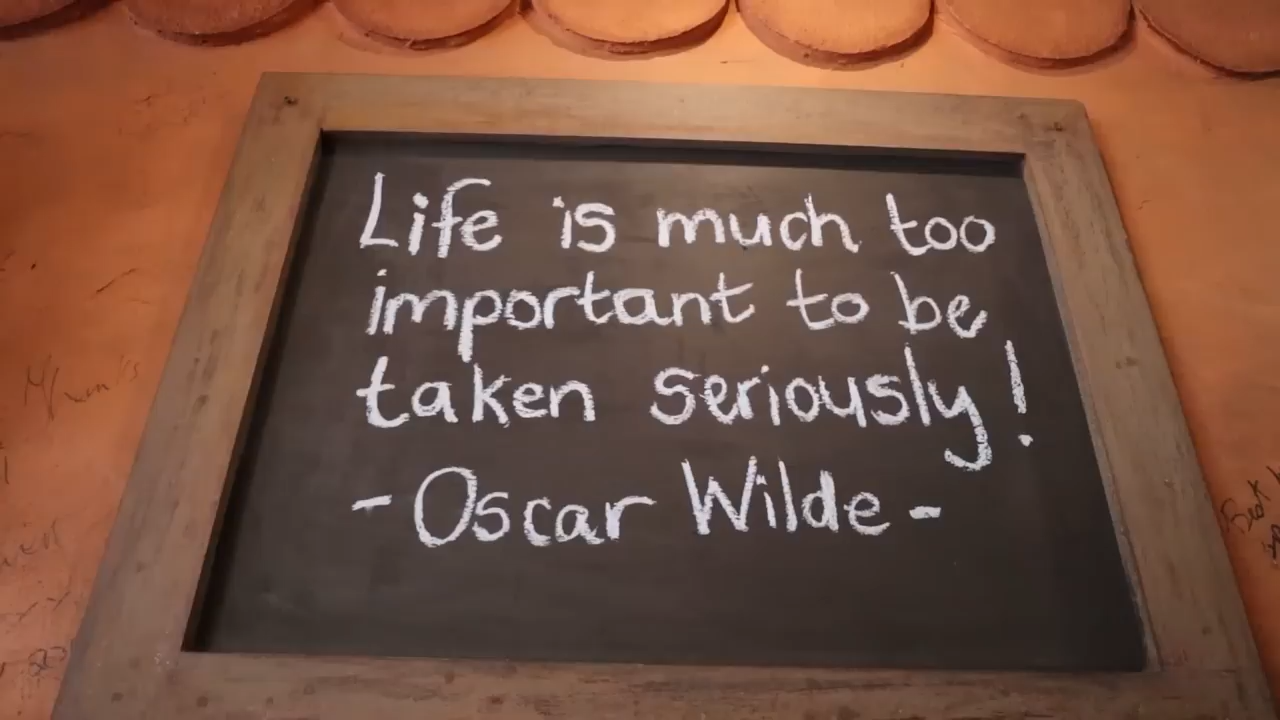 Life is much too
important to be
taken seriously!
- Oscar Wilde -